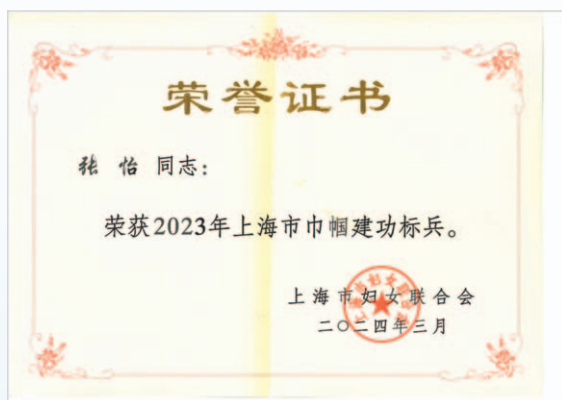 荣誉证书
张 怡 同志：
荣获2023年上海市巾帼建功标兵。
上海市妇女联合会
二〇二四年三月